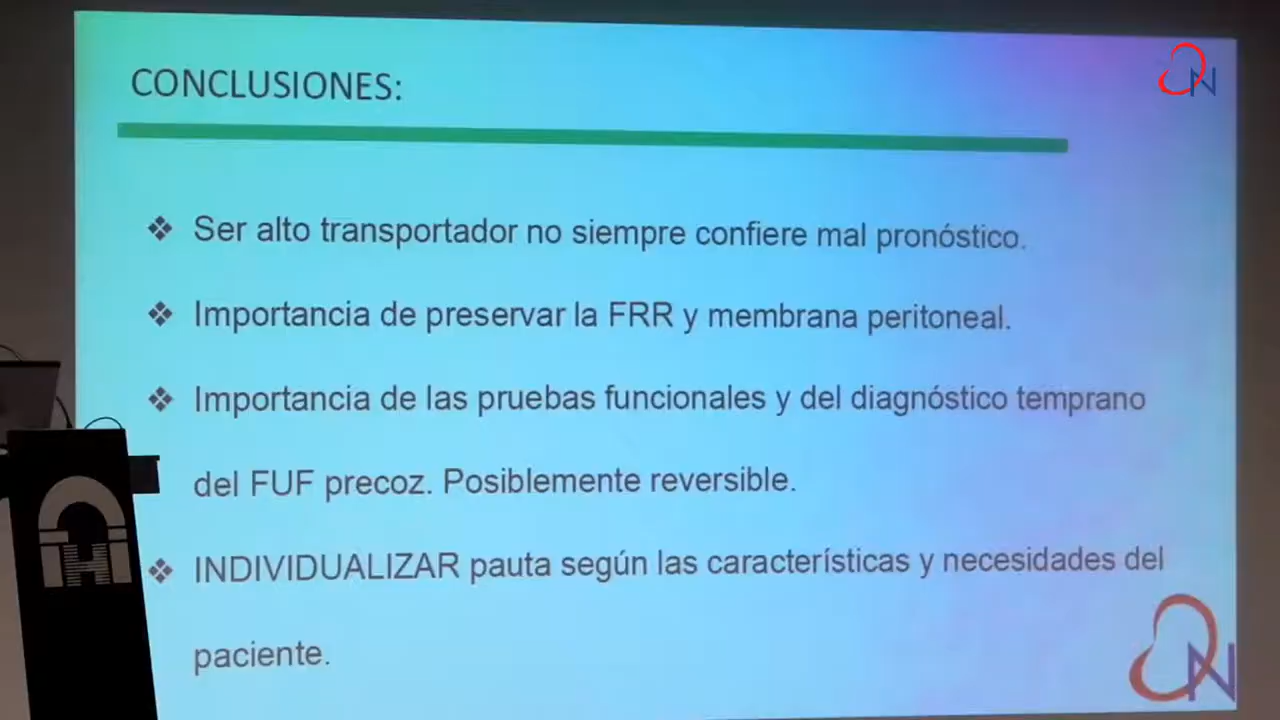 CONCLUSIONES:
❖ Ser alto transportador no siempre confiere mal pronóstico.
❖ Importancia de preservar la FRR y membrana peritoneal.
❖ Importancia de las pruebas funcionales y del diagnóstico temprano
del FUF precoz. Posiblemente reversible.
❖ INDIVIDUALIZAR pauta según las características y necesidades del
paciente.
N
N
H